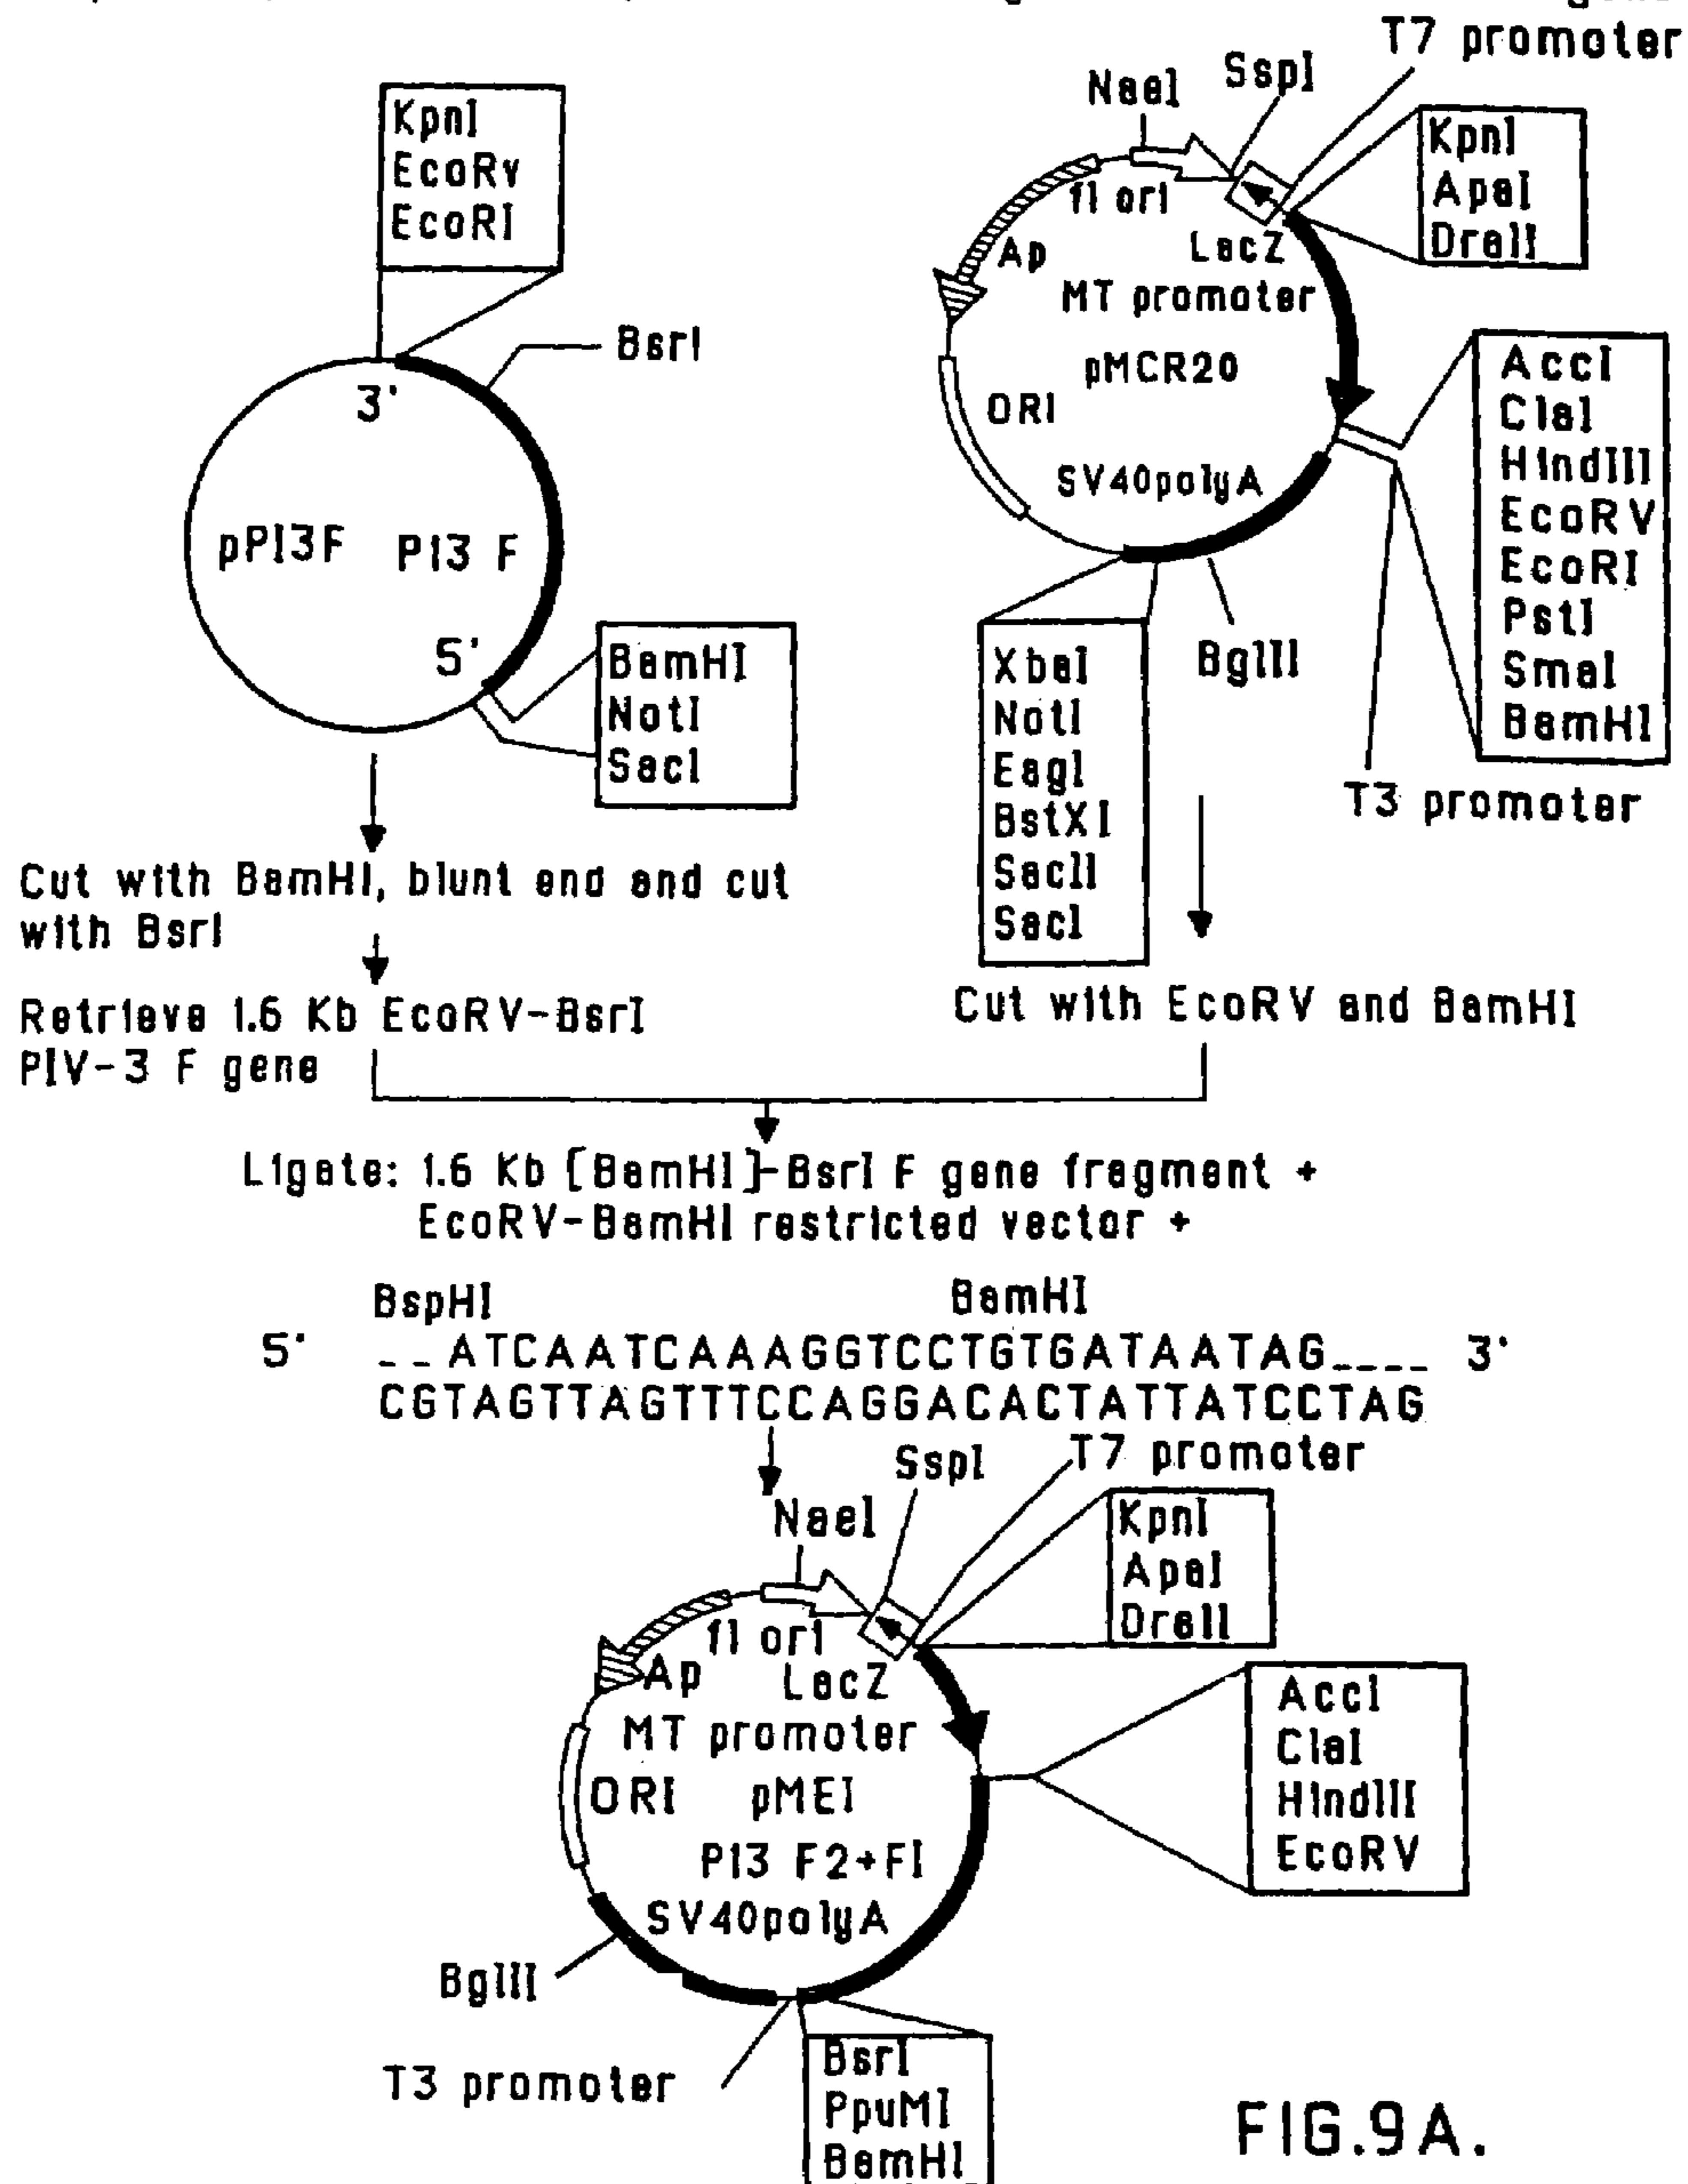 T7 promoter
NaeI
SspI
KpnI
EcoRV
EcoRI
KpnI
ApaI
DraII
f1 ori
Ap
LacZ
MT promoter
BsrI
3'
pMCR20
ORI
AccI
ClaI
HindIII
EcoRV
EcoRI
PstI
SmaI
BamHI
SV40polyA
pPI3F
PI3 F
5'
BamHI
NotI
SacI
XbaI
NotI
EagI
BstXI
SacII
SacI
BglII
T3 promoter
Cut with BamHI, blunt end and cut
with BsrI
Retrieve 1.6 Kb EcoRV-BsrI
PIV-3 F gene
Cut with EcoRV and BamHI
Ligate: 1.6 Kb [BamHI]-BsrI F gene fragment +
EcoRV-BamHI restricted vector +
BspHI
BamHI
5' --ATCAATCAAAGGTCCTGTGATAATAG---- 3'
CGTAGTTAGTTTCCAGGACACTATTATCCTAG
SspI
T7 promoter
NaeI
KpnI
ApaI
DraII
f1 ori
Ap
LacZ
MT promoter
AccI
ClaI
HindIII
EcoRV
ORI
pMEI
PI3 F2+FI
SV40polyA
BglII
T3 promoter
BsrI
PpuMI
BamHI
FIG.9A.